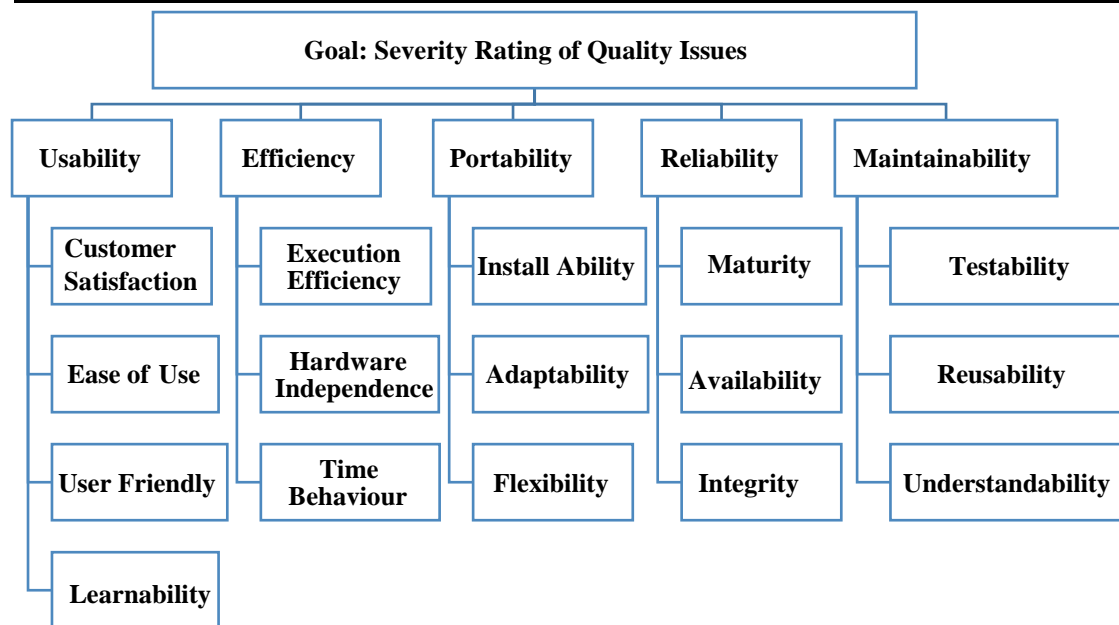 Goal: Severity Rating of Quality Issues
Usability
Efficiency
Portability
Reliability
Maintainability
Customer
Satisfaction
Execution
Efficiency
Install Ability
Maturity
Testability
Ease of Use
Hardware
Independence
Adaptability
Availability
Reusability
User Friendly
Time
Behaviour
Flexibility
Integrity
Understandability
Learnability